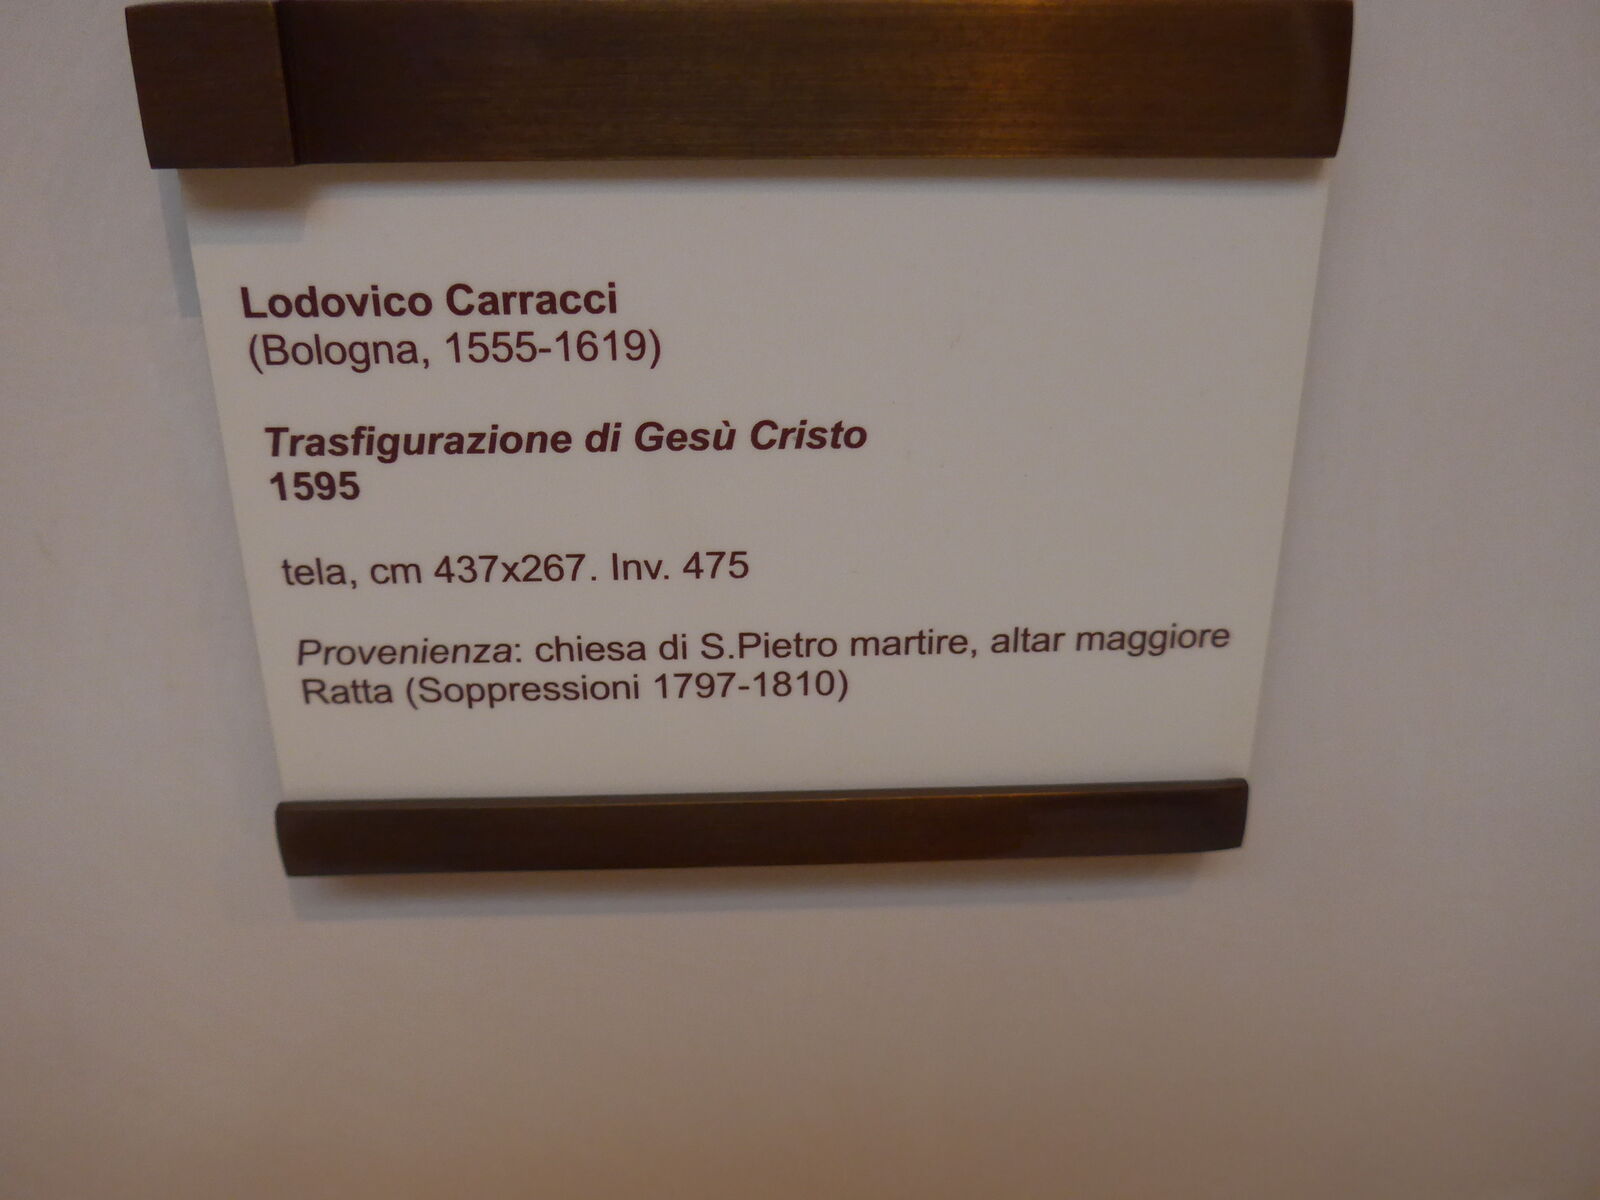 Lodovico Carracci
(Bologna, 1555-1619)
Trasfigurazione di Gesù Cristo
1595
tela, cm 437x267. Inv. 475
Provenienza: chiesa di S.Pietro martire, altar maggiore
Ratta (Soppressioni 1797-1810)